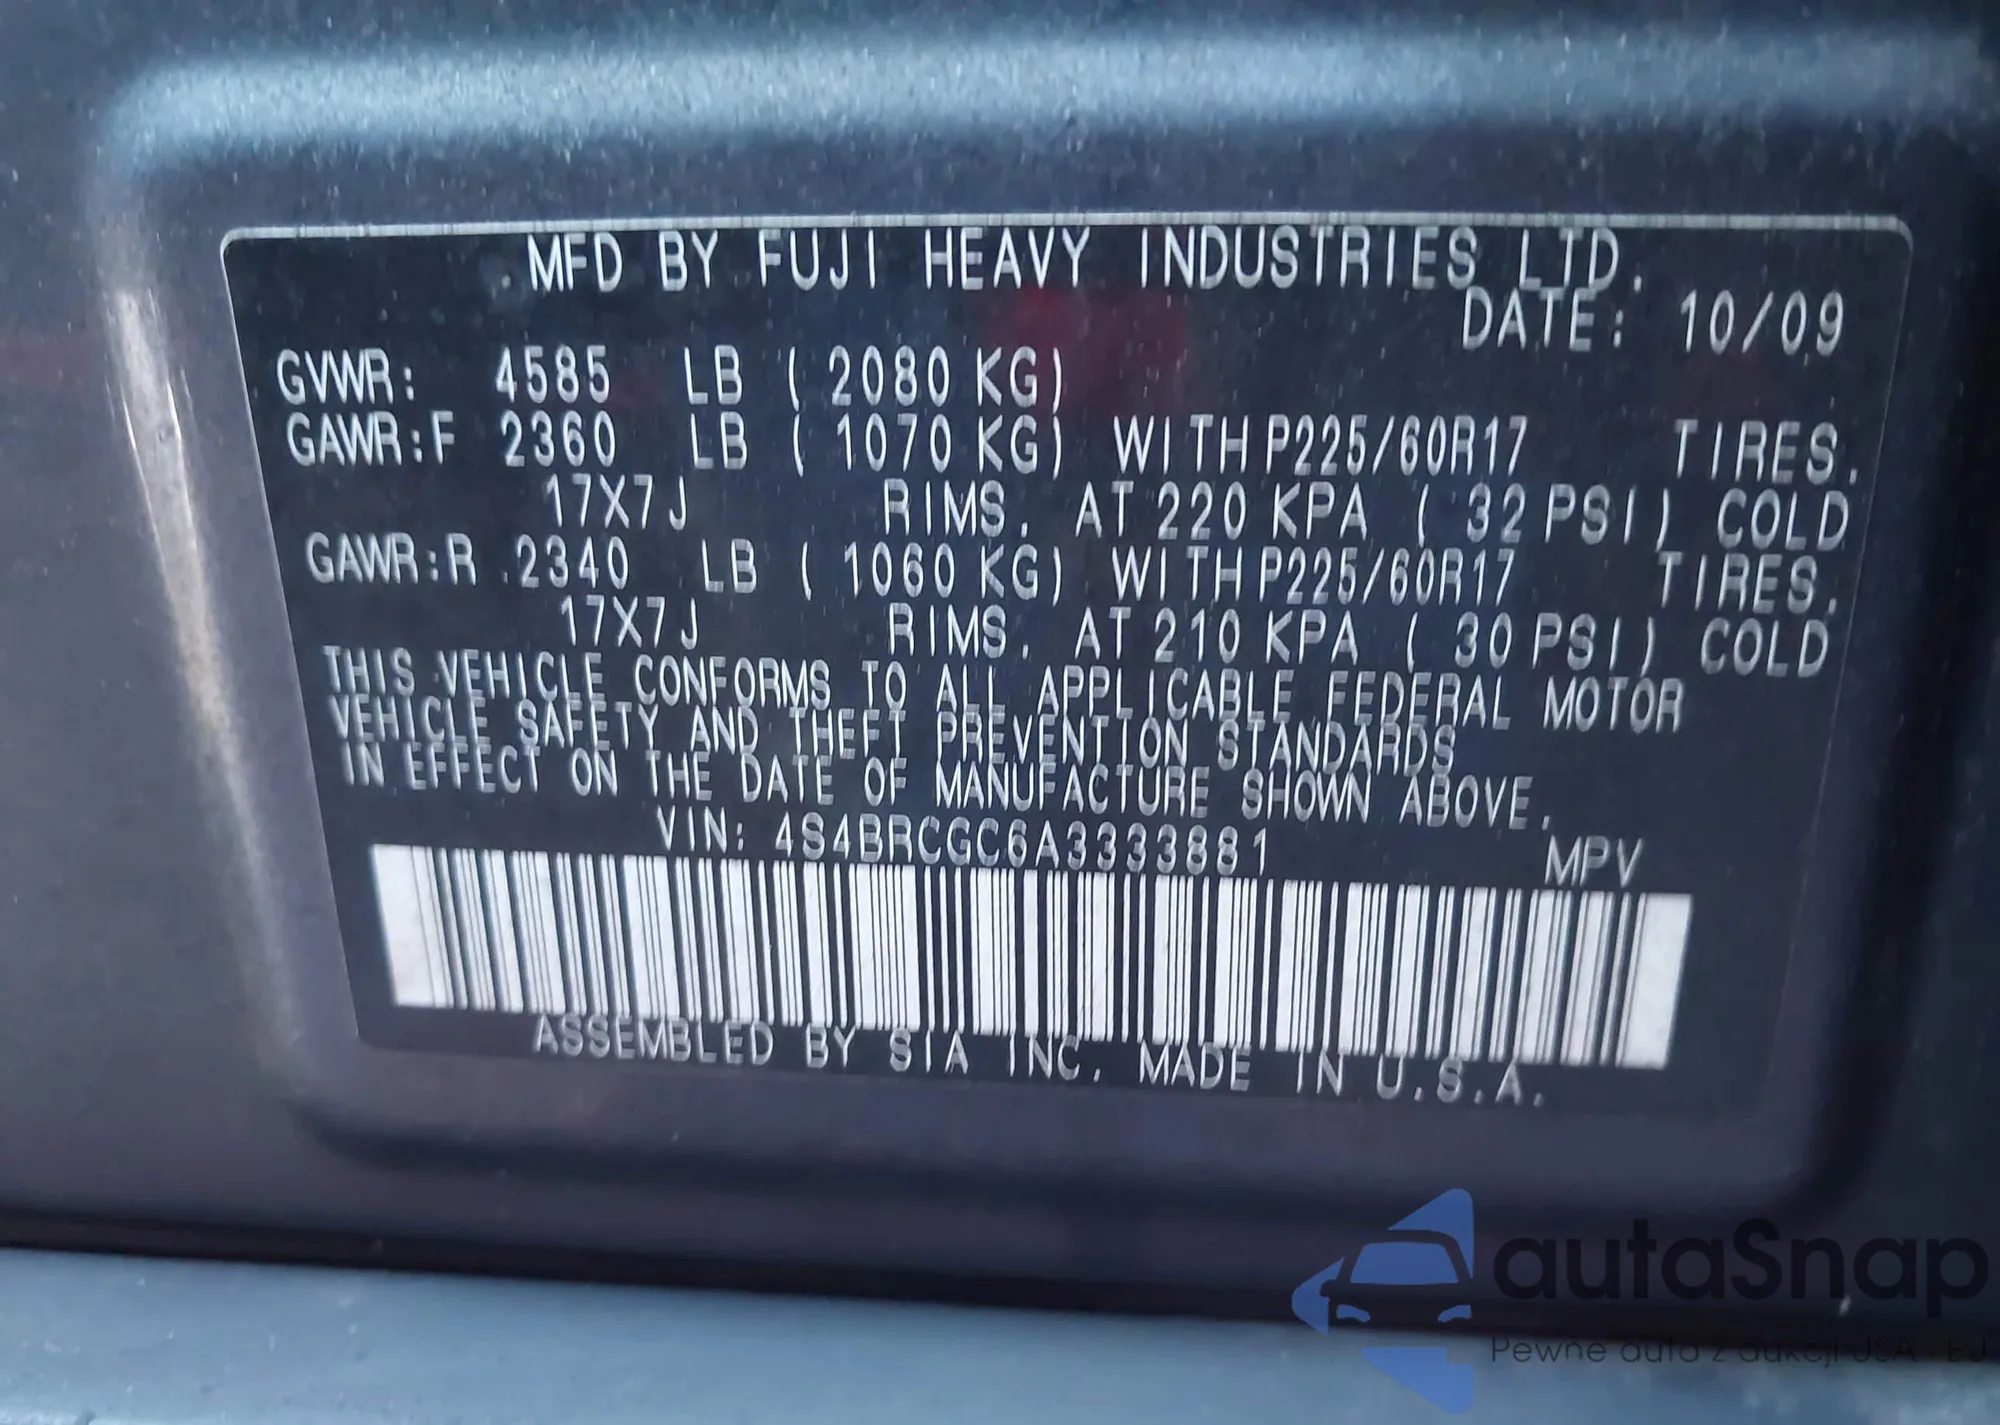 MFD BY FUJI HEAVY INDUSTRIES LTD.
DATE: 10/09
GVWR: 4585 LB ( 2080 KG)
GAWR:F 2360 LB ( 1070 KG) WITH P225/60R17 TIRES.
17X7J RIMS. AT 220 KPA ( 32 PSI) COLD
GAWR:R 2340 LB ( 1060 KG) WITH P225/60R17 TIRES.
17X7J RIMS. AT 210 KPA ( 30 PSI) COLD
THIS VEHICLE CONFORMS TO ALL APPLICABLE FEDERAL MOTOR
VEHICLE SAFETY AND THEFT PREVENTION STANDARDS
IN EFFECT ON THE DATE OF MANUFACTURE SHOWN ABOVE.
VIN: 4S4BRCGC6A3333881 MPV
ASSEMBLED BY SIA INC. MADE IN U.S.A.
autaSnap
Pewne auta z aukcji USA